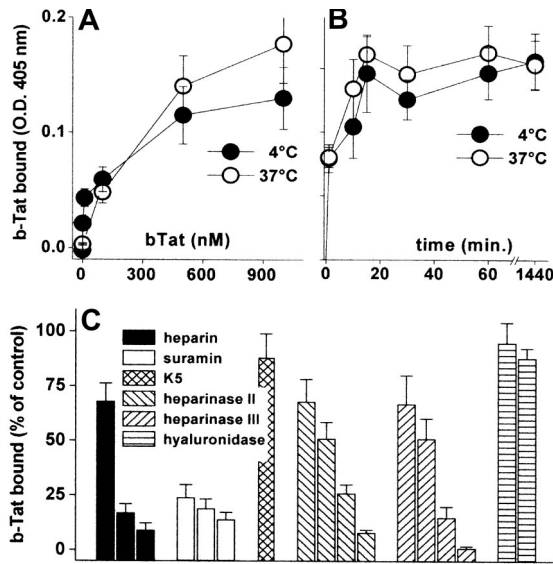 A
B
0.2
0.1
0.0
b-Tat bound (O.D. 405 nm)
4°C
37°C
4°C
37°C
bTat (nM)
time (min.)
0 300 600 900
0 20 40 60 1440
C
100
75
50
25
0
b-Tat bound (% of control)
heparin
suramin
K5
heparinase II
heparinase III
hyaluronidase